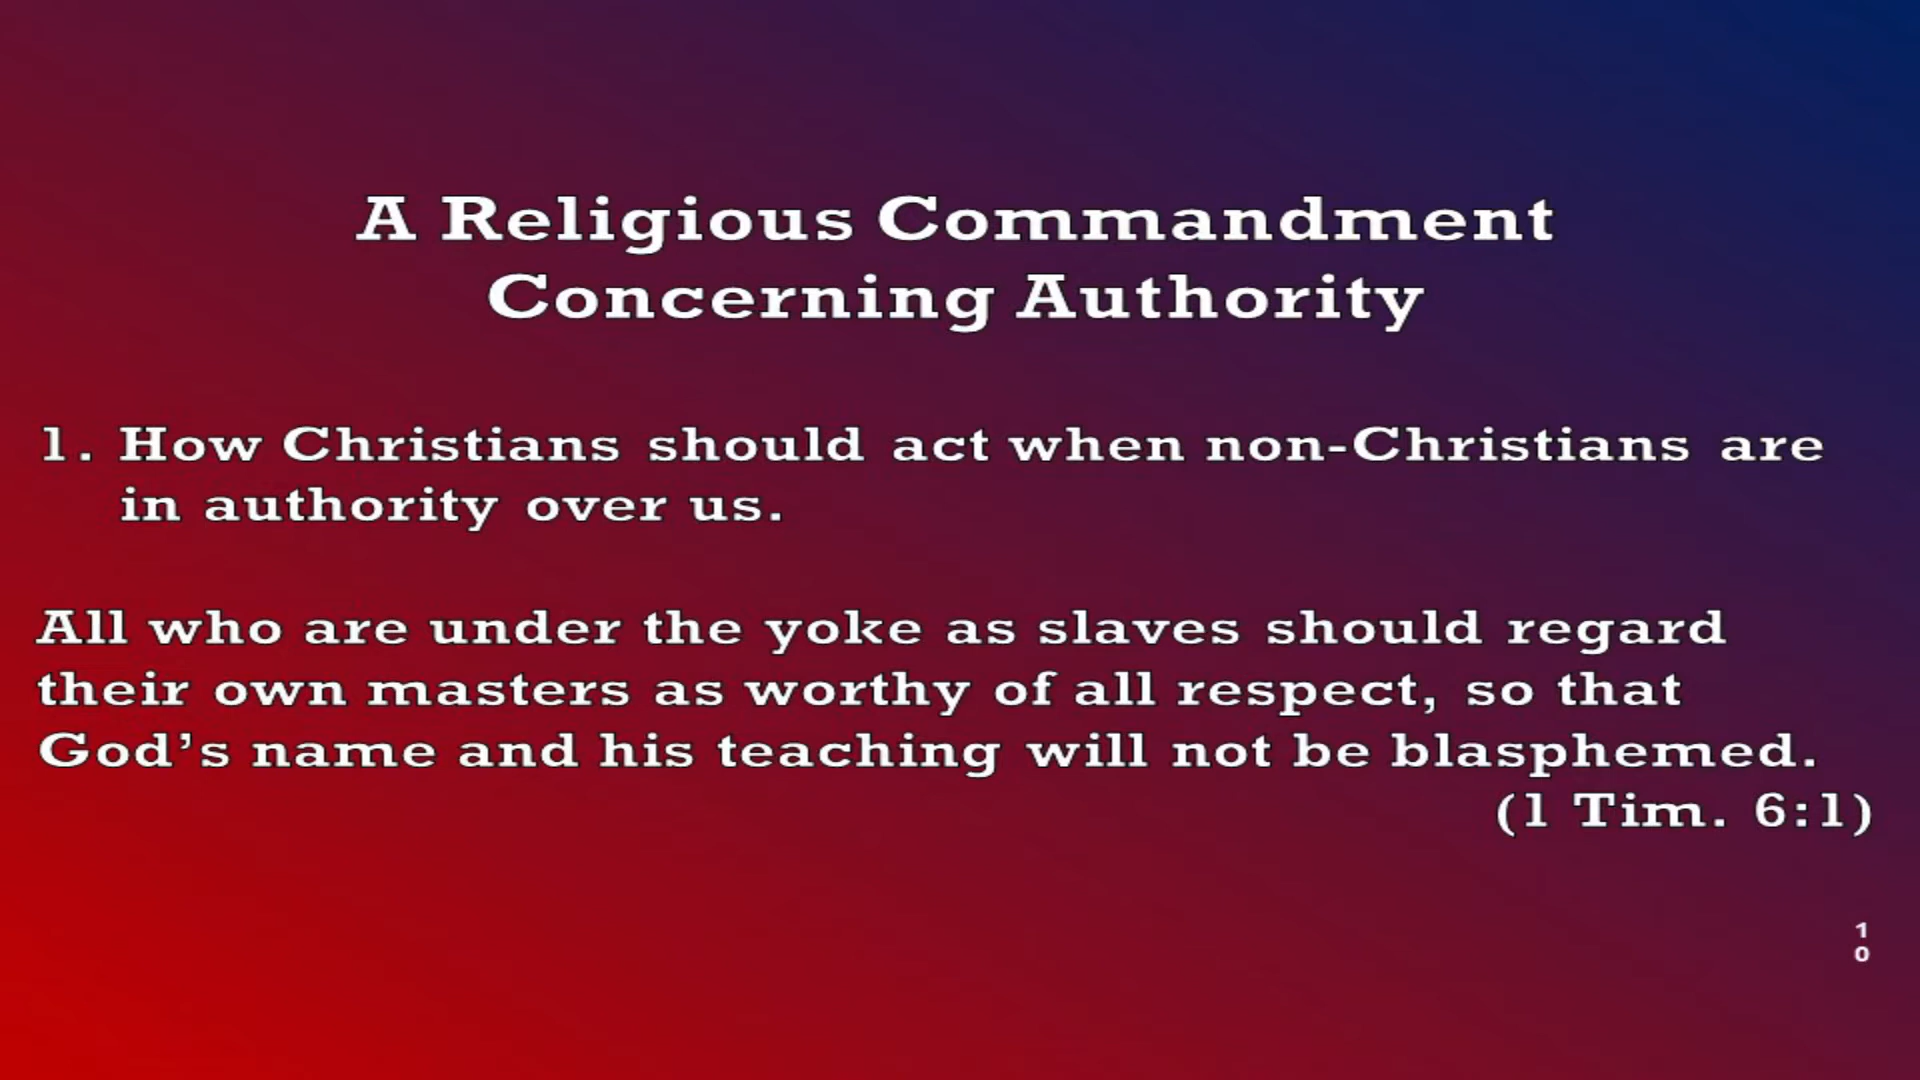 A Religious Commandment
Concerning Authority
1. How Christians should act when non-Christians are
in authority over us.
All who are under the yoke as slaves should regard
their own masters as worthy of all respect, so that
God’s name and his teaching will not be blasphemed.
(1 Tim. 6:1)
1
0